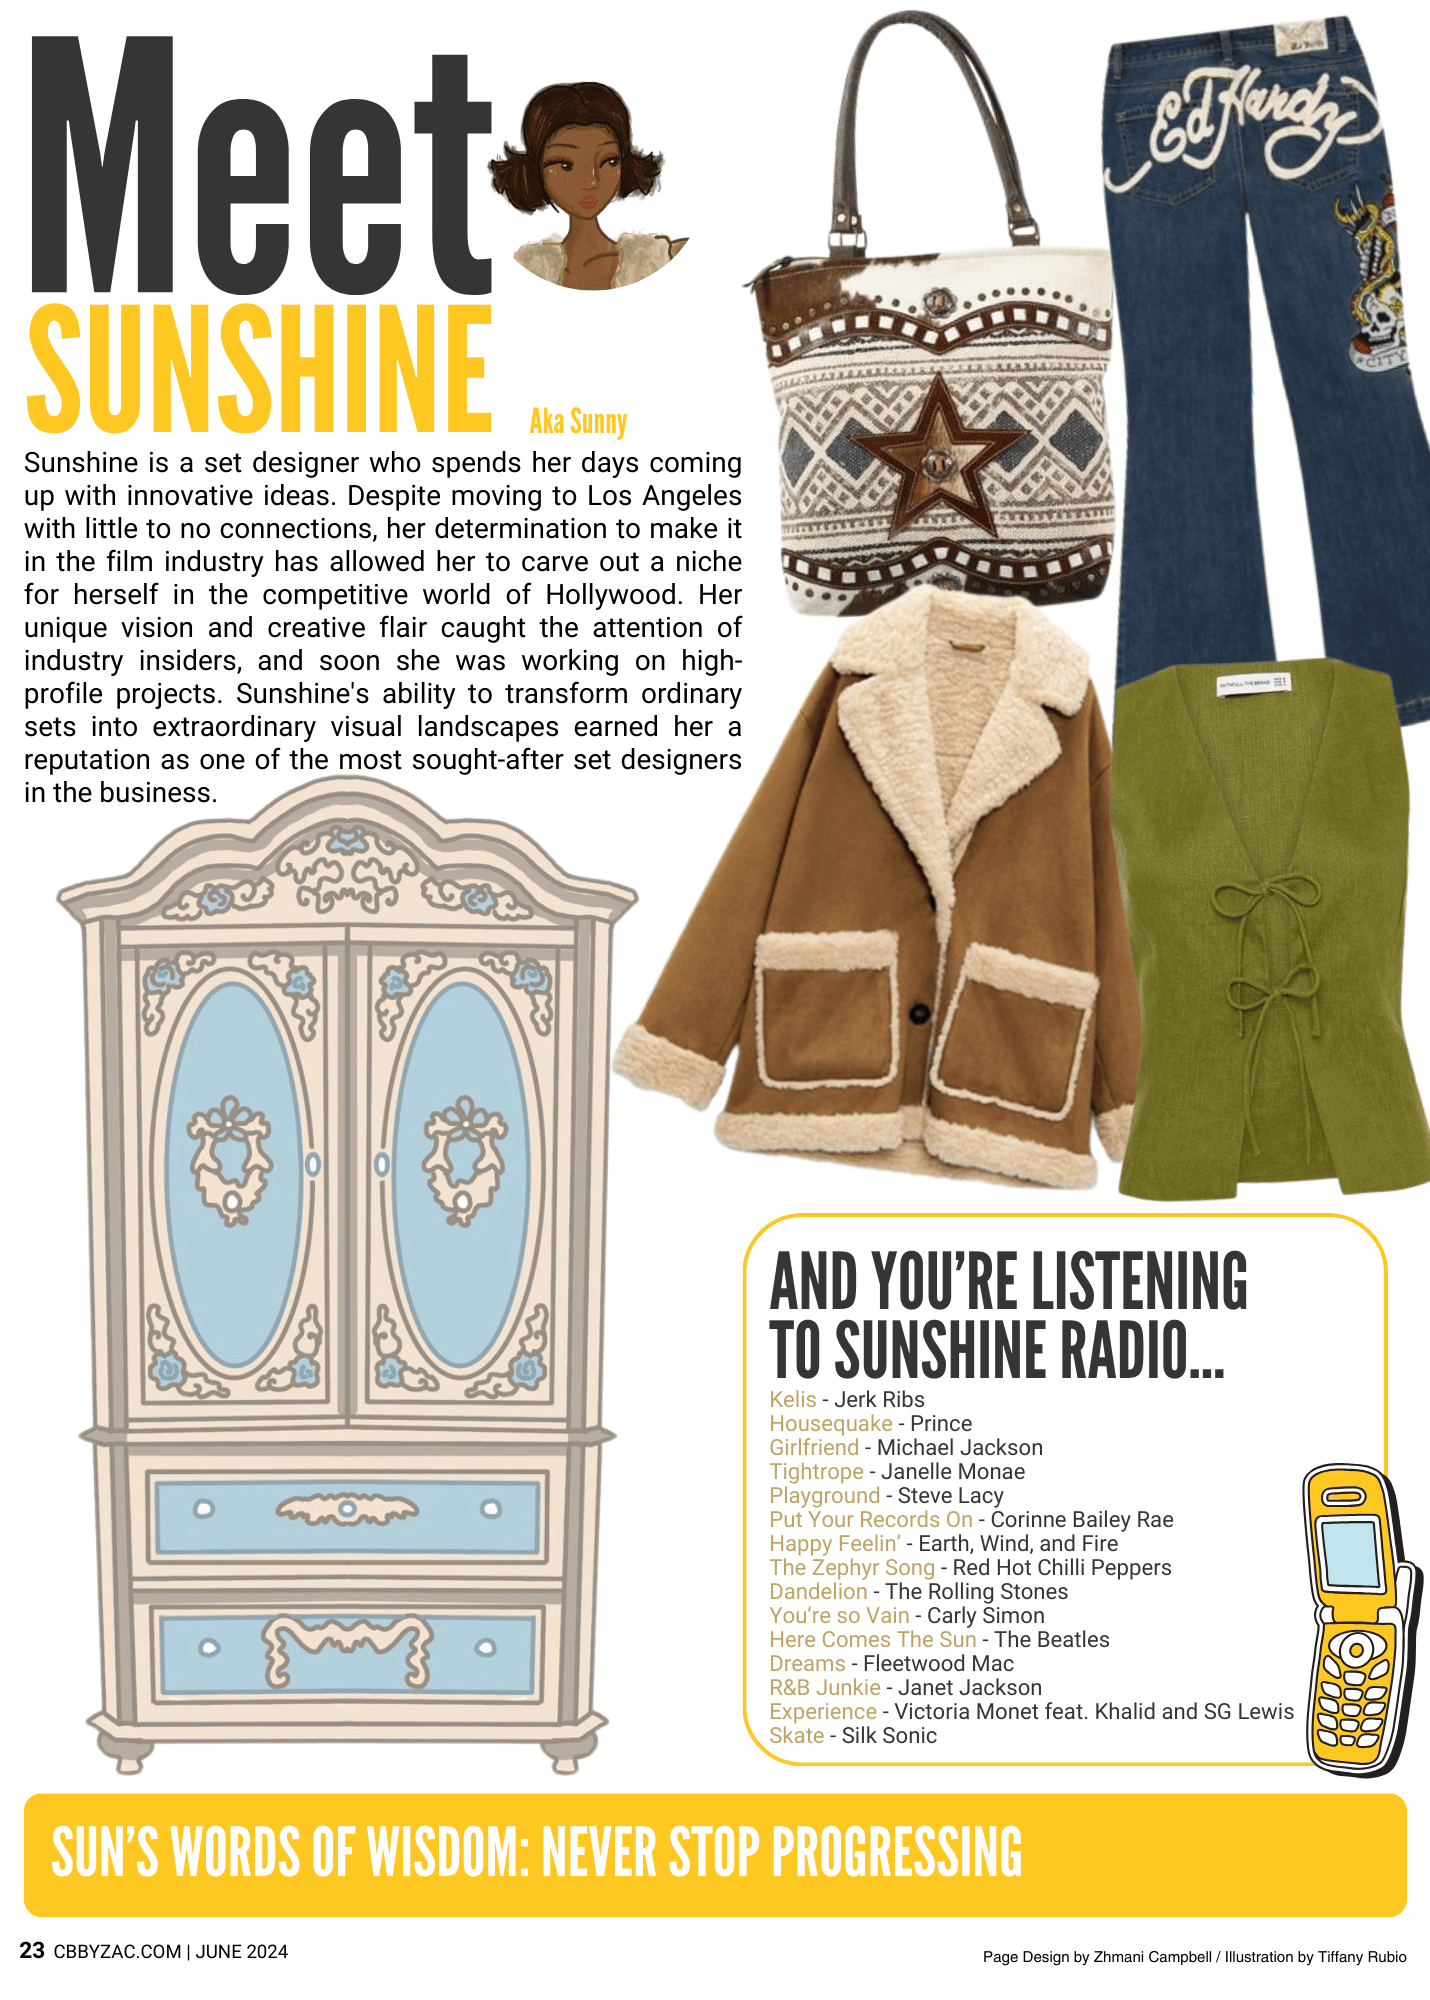 Meet
SUNSHINE
Aka Sunny
Sunshine is a set designer who spends her days coming
up with innovative ideas. Despite moving to Los Angeles
with little to no connections, her determination to make it
in the film industry has allowed her to carve out a niche
for herself in the competitive world of Hollywood. Her
unique vision and creative flair caught the attention of
industry insiders, and soon she was working on high-
profile projects. Sunshine's ability to transform ordinary
sets into extraordinary visual landscapes earned her a
reputation as one of the most sought-after set designers
in the business.
Ed Hardy
CITY
FAITHFULL THE BRAND
AND YOU’RE LISTENING
TO SUNSHINE RADIO...
Kelis - Jerk Ribs
Housequake - Prince
Girlfriend - Michael Jackson
Tightrope - Janelle Monae
Playground - Steve Lacy
Put Your Records On - Corinne Bailey Rae
Happy Feelin’ - Earth, Wind, and Fire
The Zephyr Song - Red Hot Chilli Peppers
Dandelion - The Rolling Stones
You’re so Vain - Carly Simon
Here Comes The Sun - The Beatles
Dreams - Fleetwood Mac
R&B Junkie - Janet Jackson
Experience - Victoria Monet feat. Khalid and SG Lewis
Skate - Silk Sonic
SUN’S WORDS OF WISDOM: NEVER STOP PROGRESSING
23 CBBYZAC.COM | JUNE 2024
Page Design by Zhmani Campbell / Illustration by Tiffany Rubio